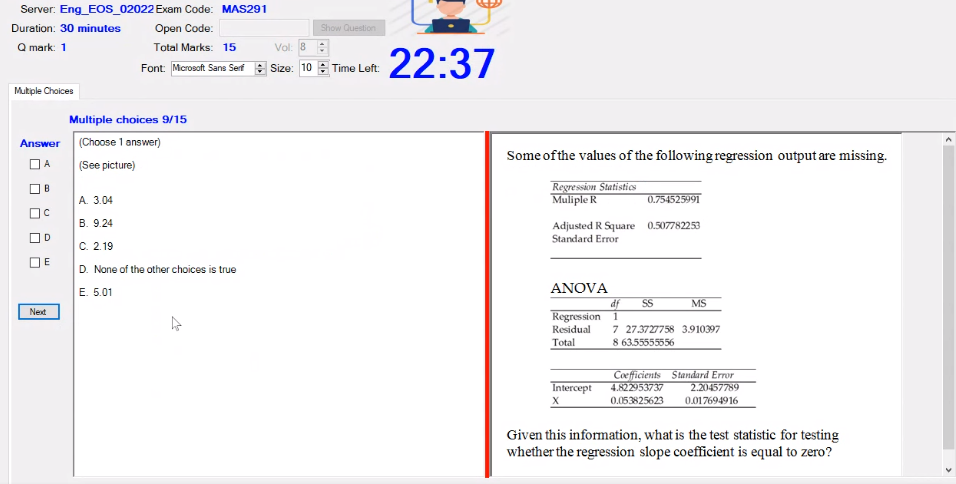 Server: Eng_EOS_02022 Exam Code: MAS291
Duration: 30 minutes Open Code: Show Question
Q mark: 1 Total Marks: 15 Vol: 8
Font: Microsoft Sans Serif Size: 10 Time Left: 22:37
Multiple Choices
Multiple choices 9/15
Answer
A
B
C
D
E
Next
(Choose 1 answer)
(See picture)
A. 3.04
B. 9.24
C. 2.19
D. None of the other choices is true
E. 5.01
Some of the values of the following regression output are missing.
Regression Statistics
Muliple R 0.754525991
Adjusted R Square 0.507782253
Standard Error
ANOVA
df SS MS
Regression 1
Residual 7 27.3727758 3.910397
Total 8 63.55555556
Coefficients Standard Error
Intercept 4.822953737 2.20457789
X 0.053825623 0.017694916
Given this information, what is the test statistic for testing
whether the regression slope coefficient is equal to zero?